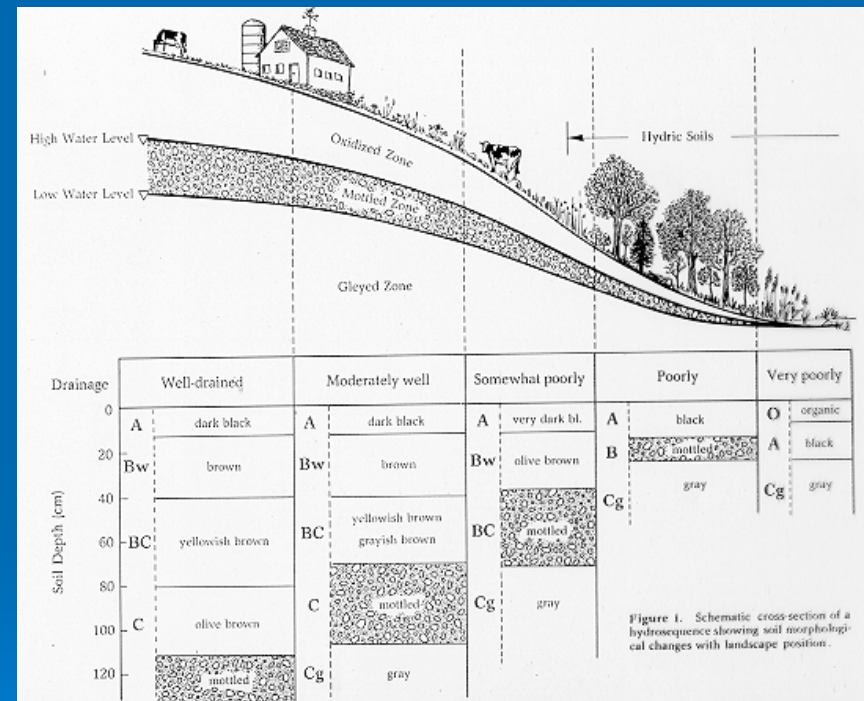 High Water Level
Oxidized Zone
Hydric Soils
Low Water Level
Mottled Zone
Gleyed Zone
Drainage Well-drained Moderately well Somewhat poorly Poorly Very poorly
0
A dark black A dark black A very dark bl. A black O organic
20
Bw brown Bw brown Bw olive brown B mottled A black
40
gray Cg gray
Cg
Soil Depth (cm)
60
BC yellowish brown BC yellowish brown
grayish brown
BC mottled
80
C olive brown C mottled Cg gray
100
120
mottled Cg gray
Figure 1. Schematic cross-section of a
hydrosequence showing soil morphologi-
cal changes with landscape position.